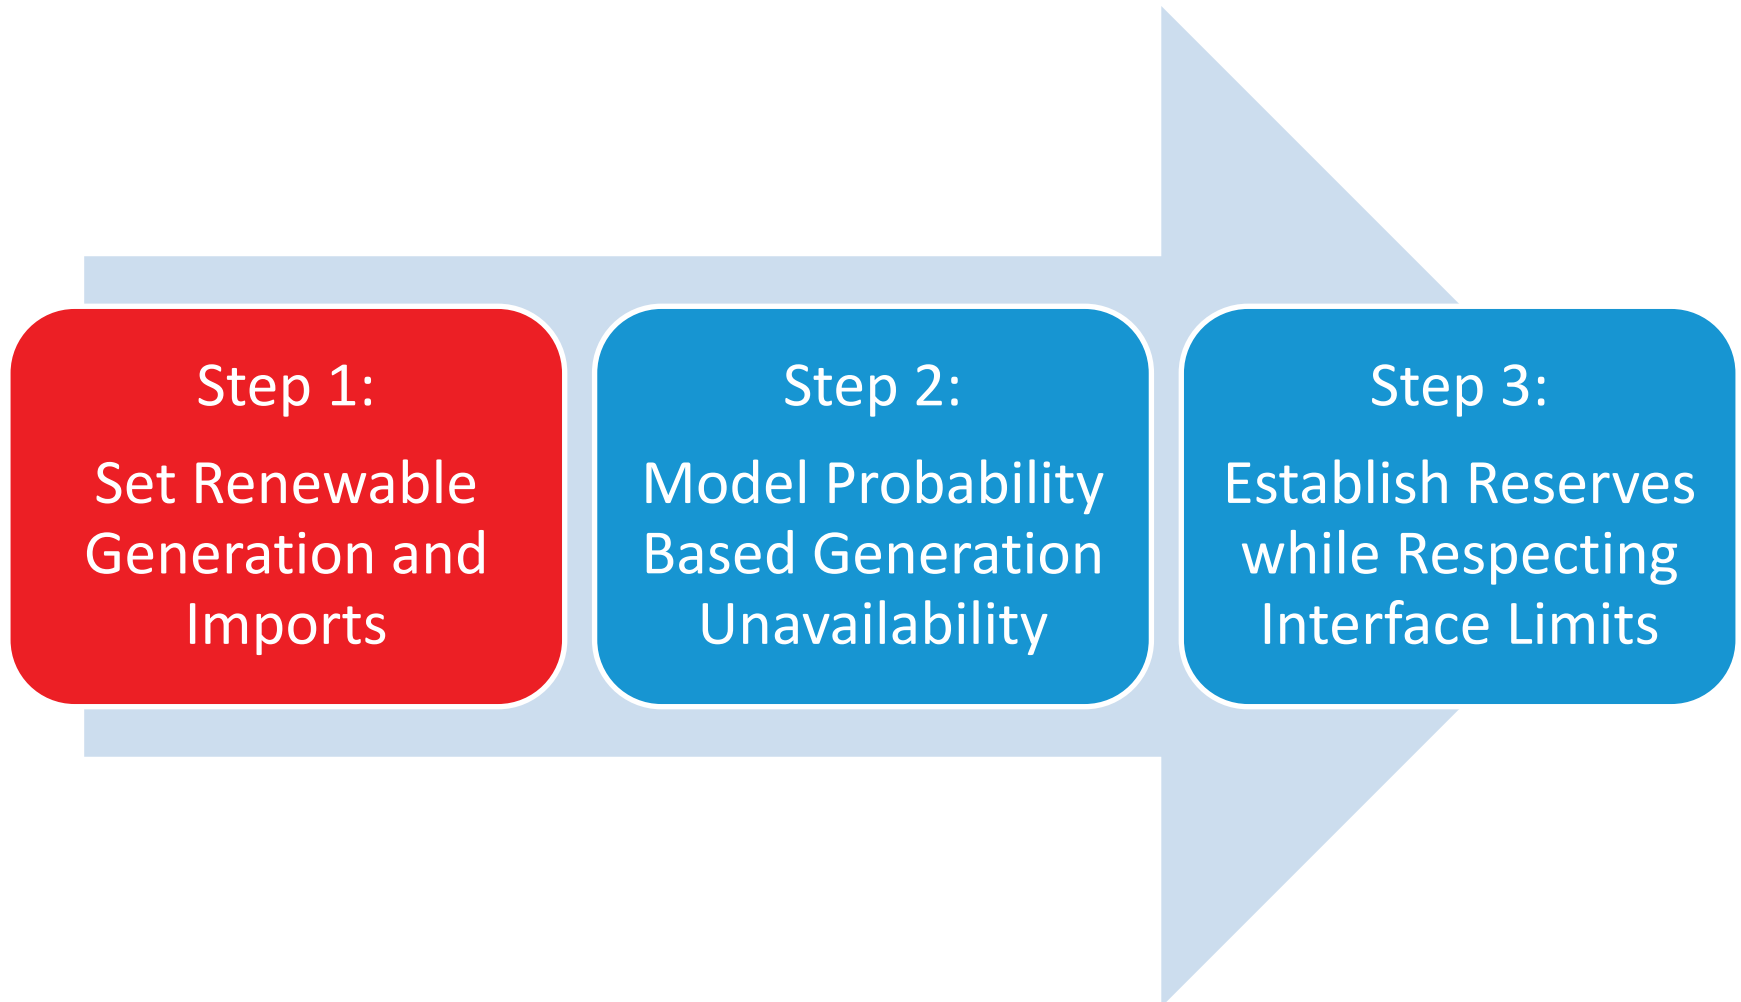 Step 1:
Set Renewable
Generation and
Imports
Step 2:
Model Probability
Based Generation
Unavailability
Step 3:
Establish Reserves
while Respecting
Interface Limits